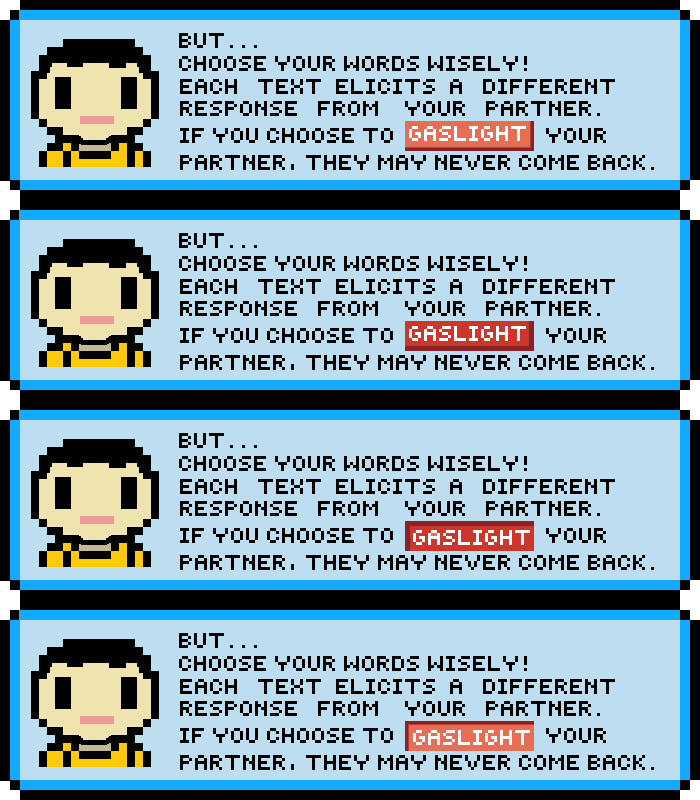 BUT...
CHOOSE YOUR WORDS WISELY!
EACH TEXT ELICITS A DIFFERENT
RESPONSE FROM YOUR PARTNER.
IF YOU CHOOSE TO GASLIGHT YOUR
PARTNER, THEY MAY NEVER COME BACK.
BUT...
CHOOSE YOUR WORDS WISELY!
EACH TEXT ELICITS A DIFFERENT
RESPONSE FROM YOUR PARTNER.
IF YOU CHOOSE TO GASLIGHT YOUR
PARTNER, THEY MAY NEVER COME BACK.
BUT...
CHOOSE YOUR WORDS WISELY!
EACH TEXT ELICITS A DIFFERENT
RESPONSE FROM YOUR PARTNER.
IF YOU CHOOSE TO GASLIGHT YOUR
PARTNER, THEY MAY NEVER COME BACK.
BUT...
CHOOSE YOUR WORDS WISELY!
EACH TEXT ELICITS A DIFFERENT
RESPONSE FROM YOUR PARTNER.
IF YOU CHOOSE TO GASLIGHT YOUR
PARTNER, THEY MAY NEVER COME BACK.